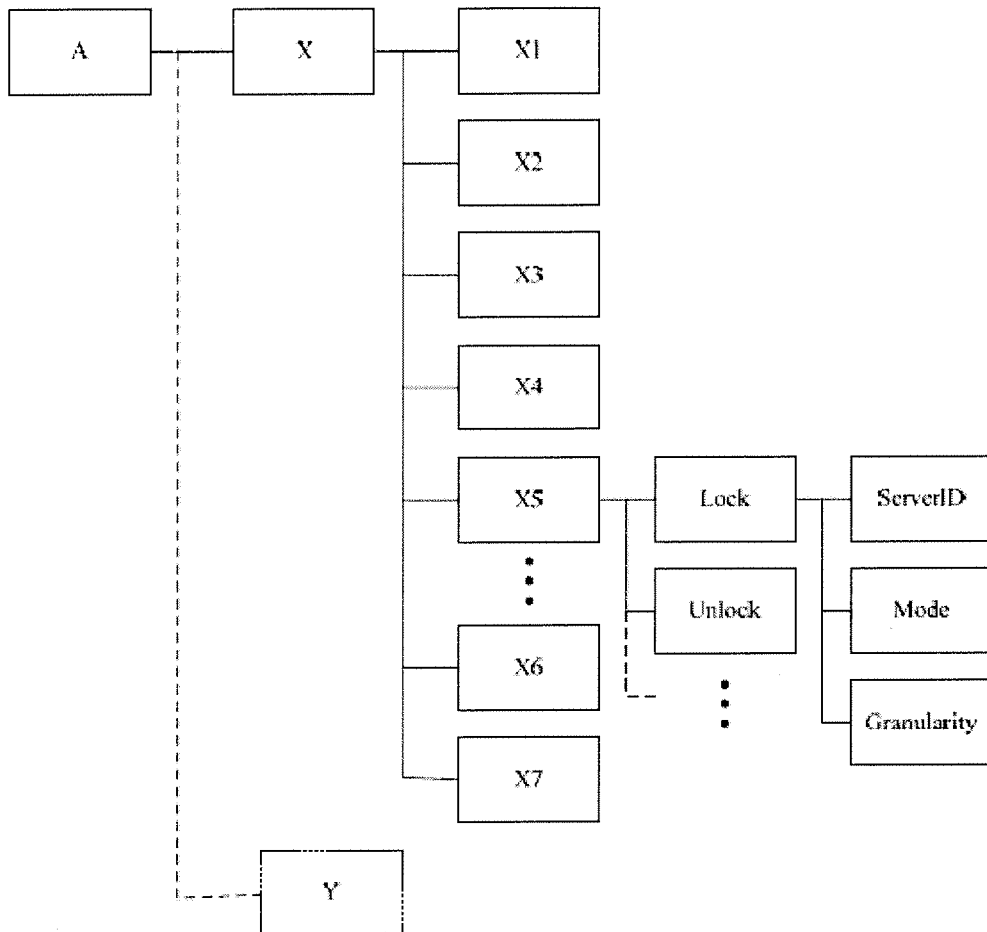 A
X
X1
X2
X3
X4
X5
Lock
ServerID
Unlock
Mode
X6
Granularity
X7
Y